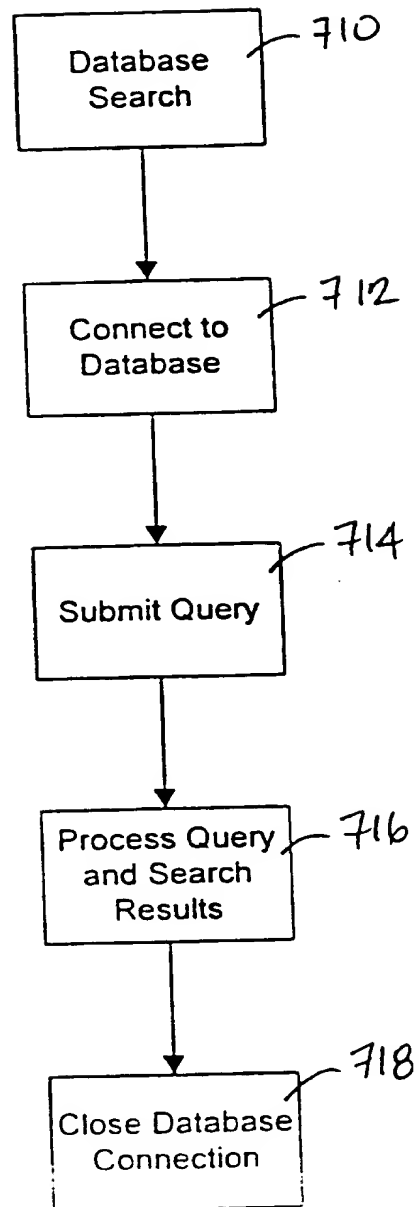 710
Database
Search
712
Connect to
Database
714
Submit Query
716
Process Query
and Search
Results
718
Close Database
Connection